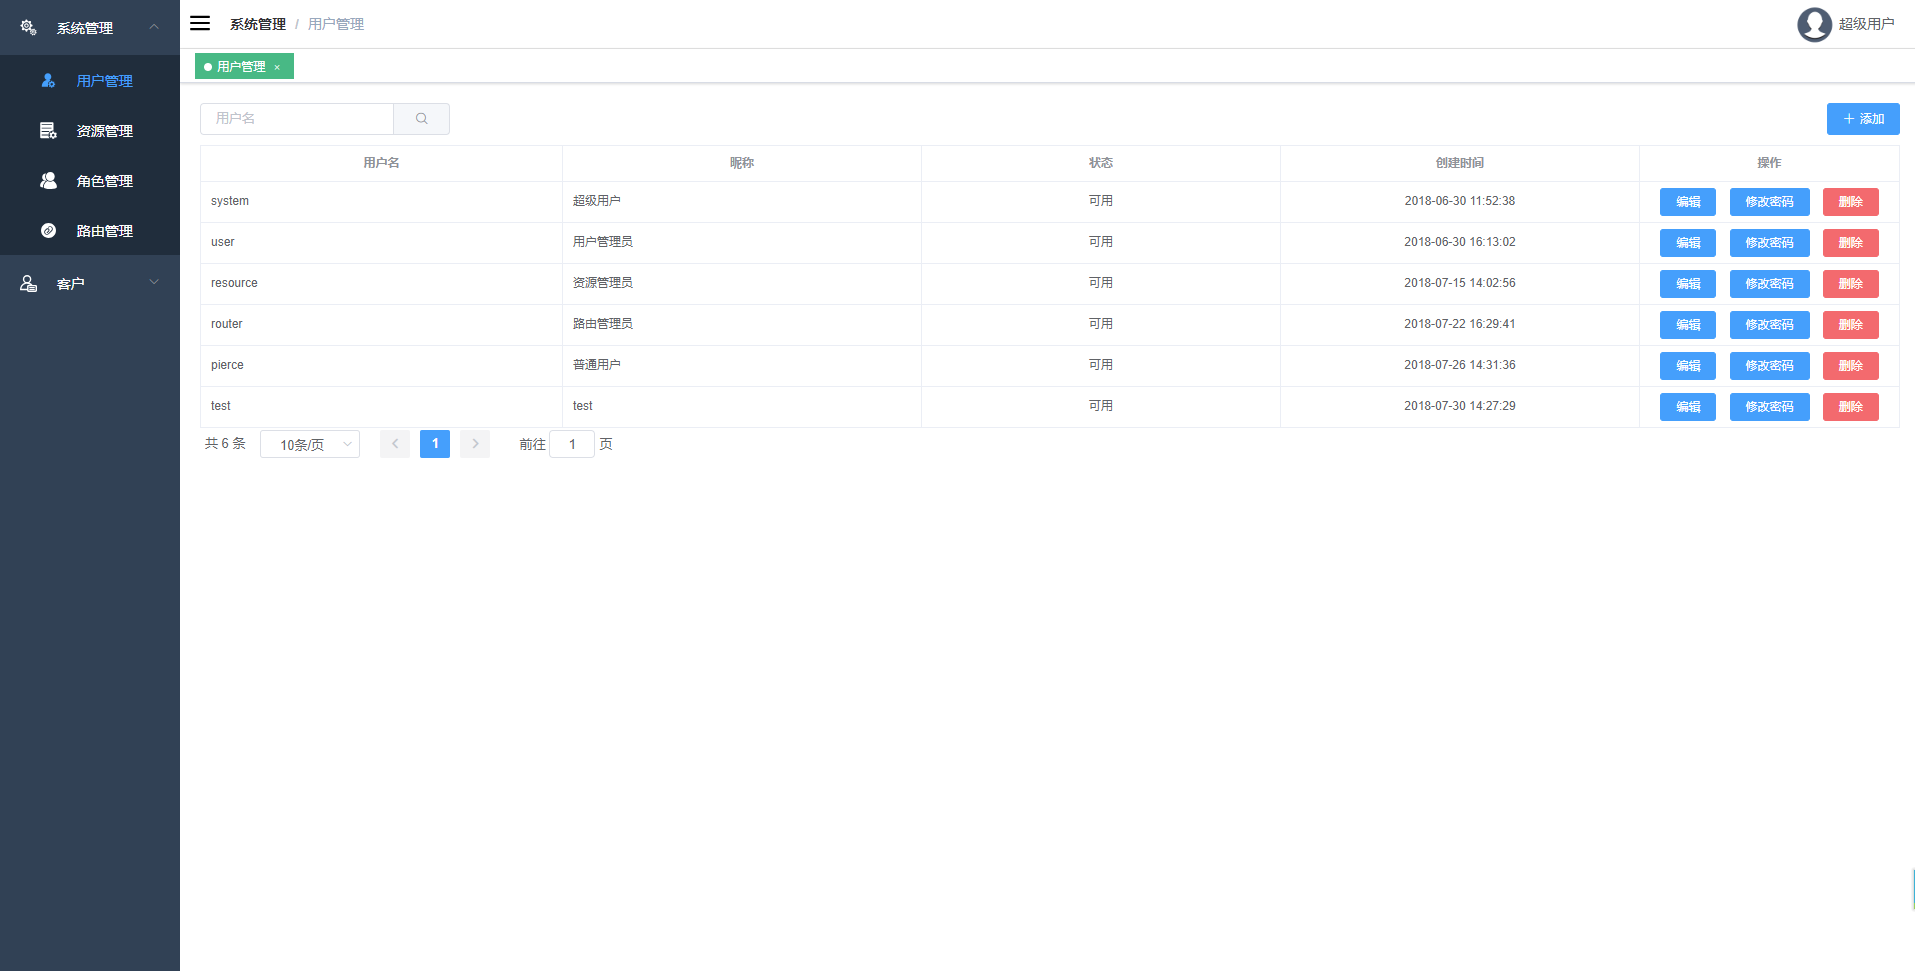 系统管理
用户管理
资源管理
角色管理
路由管理
客户
系统管理 / 用户管理
超级用户
用户管理 ×
用户名
+ 添加
用户名 昵称 状态 创建时间 操作
system 超级用户 可用 2018-06-30 11:52:38 编辑 修改密码 删除
user 用户管理员 可用 2018-06-30 16:13:02 编辑 修改密码 删除
resource 资源管理员 可用 2018-07-15 14:02:56 编辑 修改密码 删除
router 路由管理员 可用 2018-07-22 16:29:41 编辑 修改密码 删除
pierce 普通用户 可用 2018-07-26 14:31:36 编辑 修改密码 删除
test test 可用 2018-07-30 14:27:29 编辑 修改密码 删除
共 6 条 10条/页 < 1 > 前往 1 页